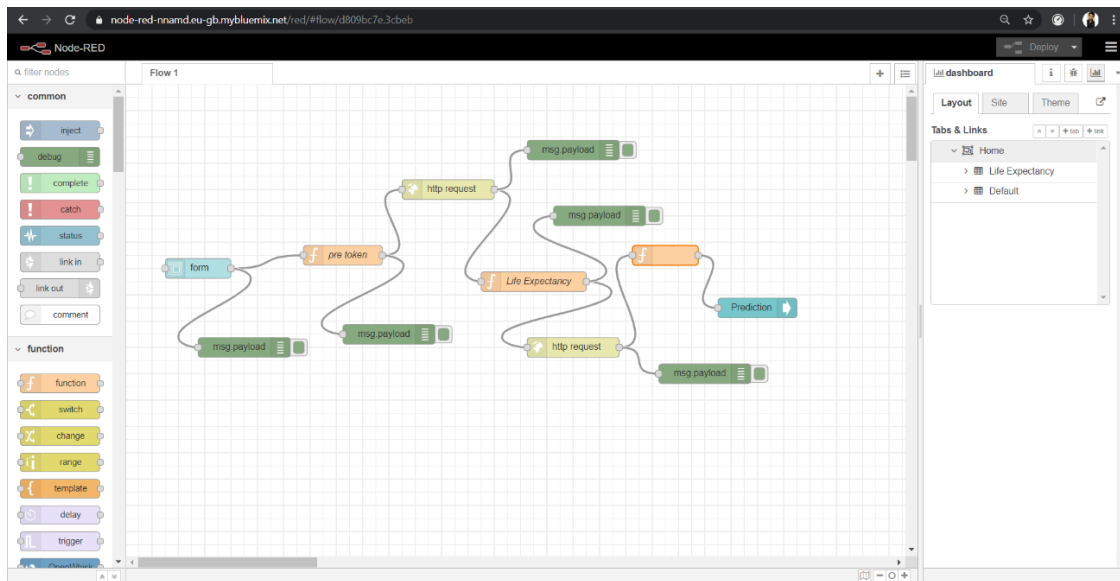 node-red-nnamd.eu-gb.mybluemix.net/red/#flow/d809bc7e.3cbeb
Node-RED
Deploy
filter nodes
common
inject
debug
complete
catch
status
link in
link out
comment
function
function
switch
change
range
template
delay
trigger
OpenWhisk
Flow 1
msg.payload
http request
msg.payload
pre token
form
Life Expectancy
Prediction
msg.payload
msg.payload
http request
msg.payload
dashboard
Layout Site Theme
Tabs & Links
+ tab + link
Home
Life Expectancy
Default